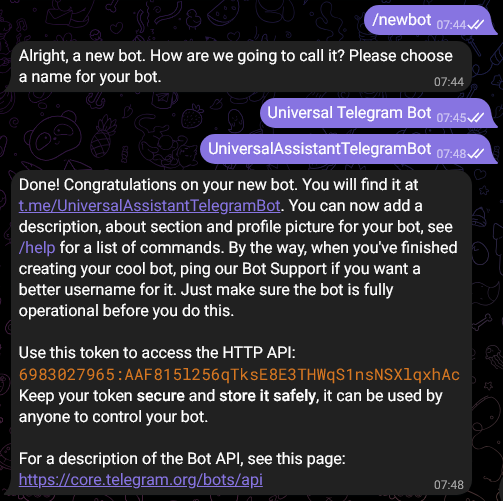 /newbot 07:44
Alright, a new bot. How are we going to call it? Please choose
a name for your bot.
07:44
Universal Telegram Bot 07:45
UniversalAssistantTelegramBot 07:48
Done! Congratulations on your new bot. You will find it at
t.me/UniversalAssistantTelegramBot. You can now add a
description, about section and profile picture for your bot, see
/help for a list of commands. By the way, when you've finished
creating your cool bot, ping our Bot Support if you want a
better username for it. Just make sure the bot is fully
operational before you do this.
Use this token to access the HTTP API:
6983027965:AAF815l256qTksE8E3THWqS1nsNSXlqxhAc
Keep your token secure and store it safely, it can be used by
anyone to control your bot.
For a description of the Bot API, see this page:
https://core.telegram.org/bots/api
07:48